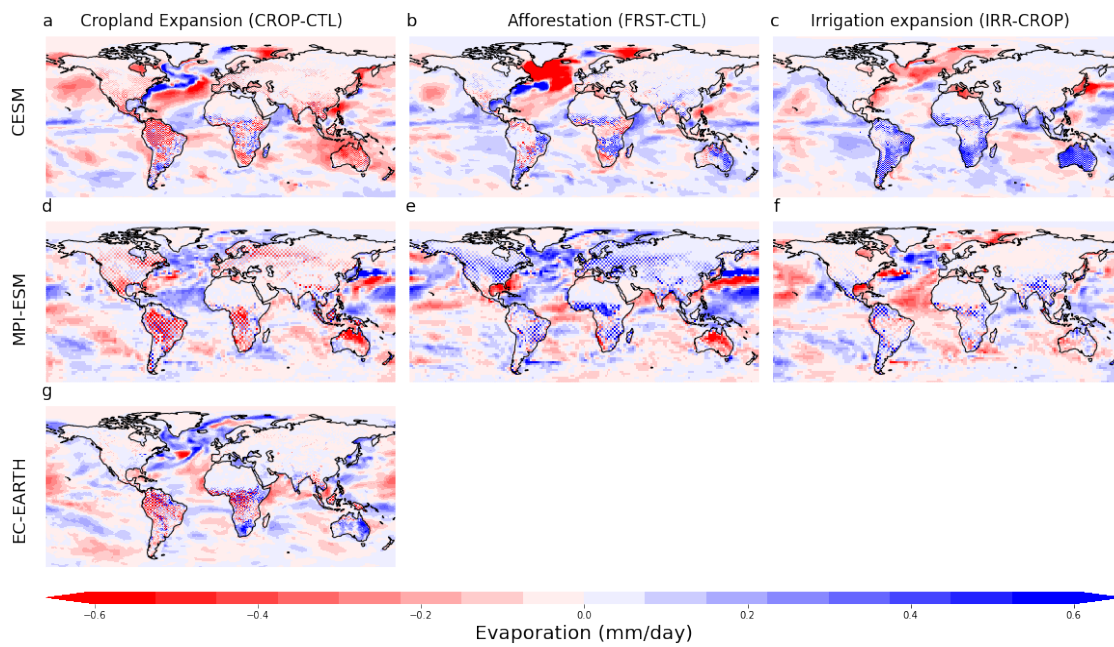 a Cropland Expansion (CROP-CTL)
b Afforestation (FRST-CTL)
c Irrigation expansion (IRR-CROP)
CESM
d
e
f
MPI-ESM
g
EC-EARTH
−0.6 −0.4 −0.2 0.0 0.2 0.4 0.6
Evaporation (mm/day)